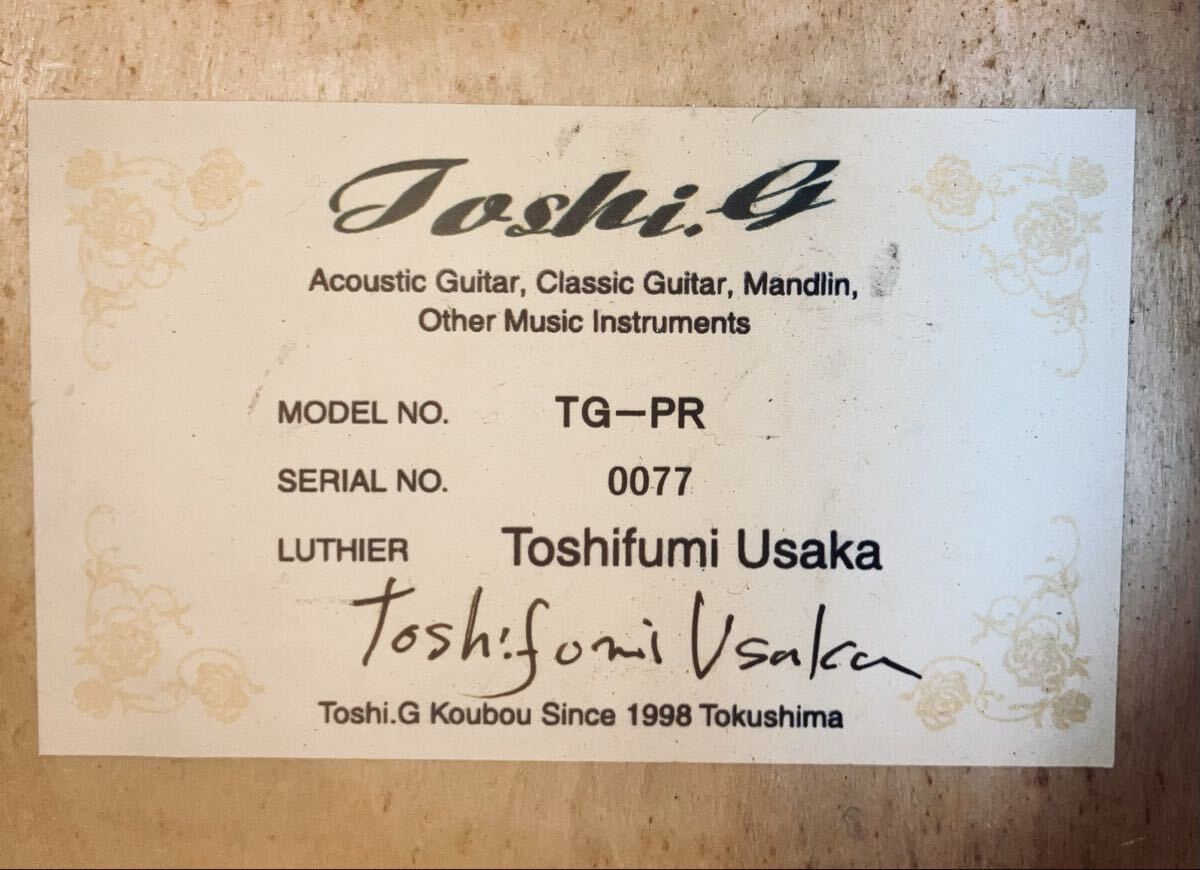 Toshi.G
Acoustic Guitar, Classic Guitar, Mandlin,
Other Music Instruments
MODEL NO. TG-PR
SERIAL NO. 0077
LUTHIER Toshifumi Usaka
Toshifumi Usaka
Toshi.G Koubou Since 1998 Tokushima